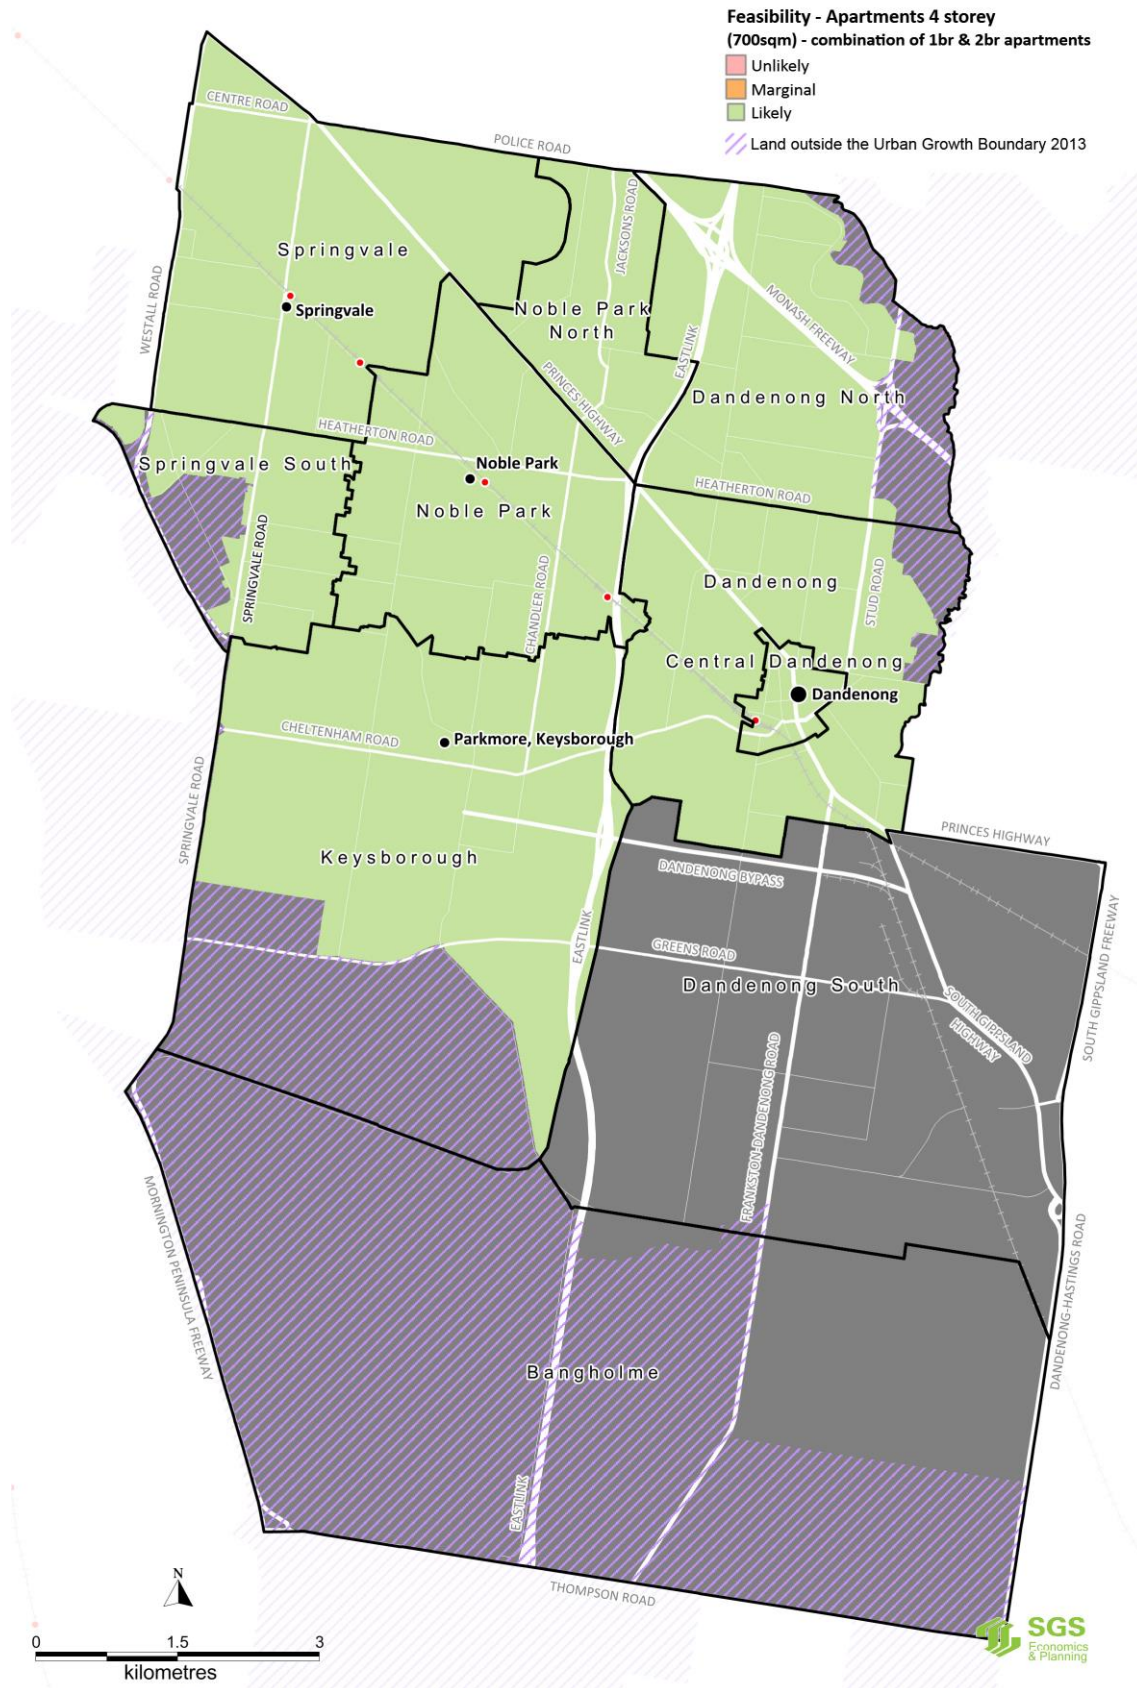 Feasibility - Apartments 4 storey
(700sqm) - combination of 1br & 2br apartments
Unlikely
Marginal
Likely
Land outside the Urban Growth Boundary 2013
CENTRE ROAD
POLICE ROAD
JACKSONS ROAD
Springvale
WESTALL ROAD
Springvale
Noble Park
North
MONASH FREEWAY
EASTLINK
PRINCES HIGHWAY
Dandenong North
HEATHERTON ROAD
Springvale South
Noble Park
HEATHERTON ROAD
Noble Park
SPRINGVALE ROAD
CHANDLER ROAD
Dandenong
STUD ROAD
Central Dandenong
Dandenong
CHELTENHAM ROAD
Parkmore, Keysborough
SPRINGVALE ROAD
PRINCES HIGHWAY
Keysborough
DANDENONG BYPASS
EASTLINK
GREENS ROAD
SOUTH GIPPSLAND FREEWAY
Dandenong South
SOUTH GIPPSLAND
HIGHWAY
FRANKSTON-DANDENONG ROAD
MORNINGTON PENINSULA FREEWAY
DANDENONG-HASTINGS ROAD
Bangholme
EASTLINK
THOMPSON ROAD
N
0 1.5 3
kilometres
SGS
Economics
& Planning